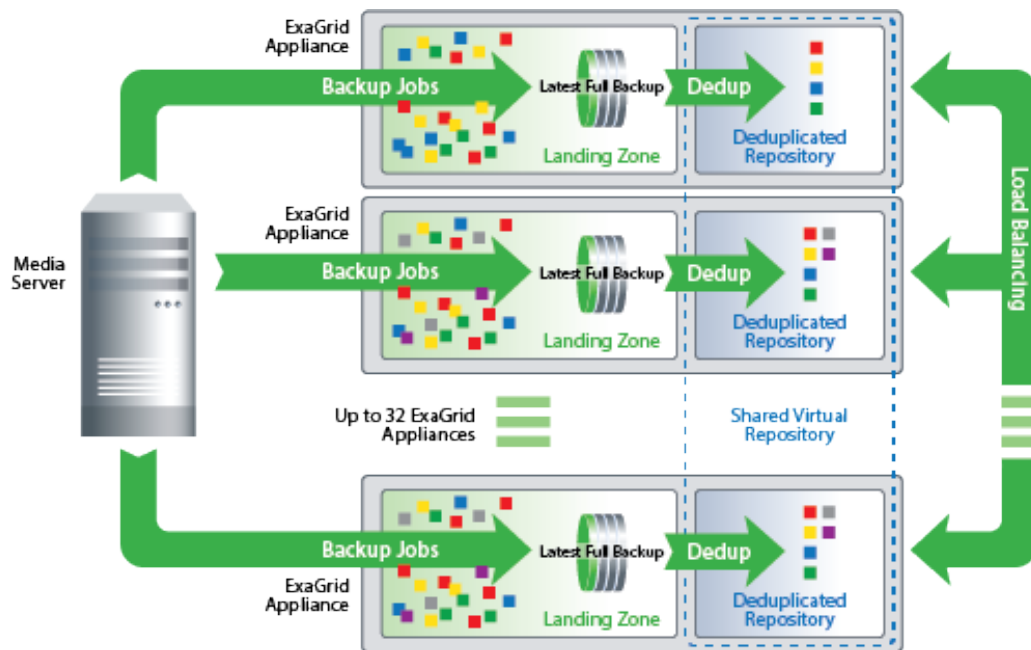 ExaGrid
Appliance
Backup Jobs
Latest Full Backup
Dedup
Landing Zone
Deduplicated
Repository
Media
Server
ExaGrid
Appliance
Backup Jobs
Latest Full Backup
Dedup
Landing Zone
Deduplicated
Repository
Load Balancing
Up to 32 ExaGrid
Appliances
Shared Virtual
Repository
Backup Jobs
Latest Full Backup
Dedup
ExaGrid
Appliance
Landing Zone
Deduplicated
Repository